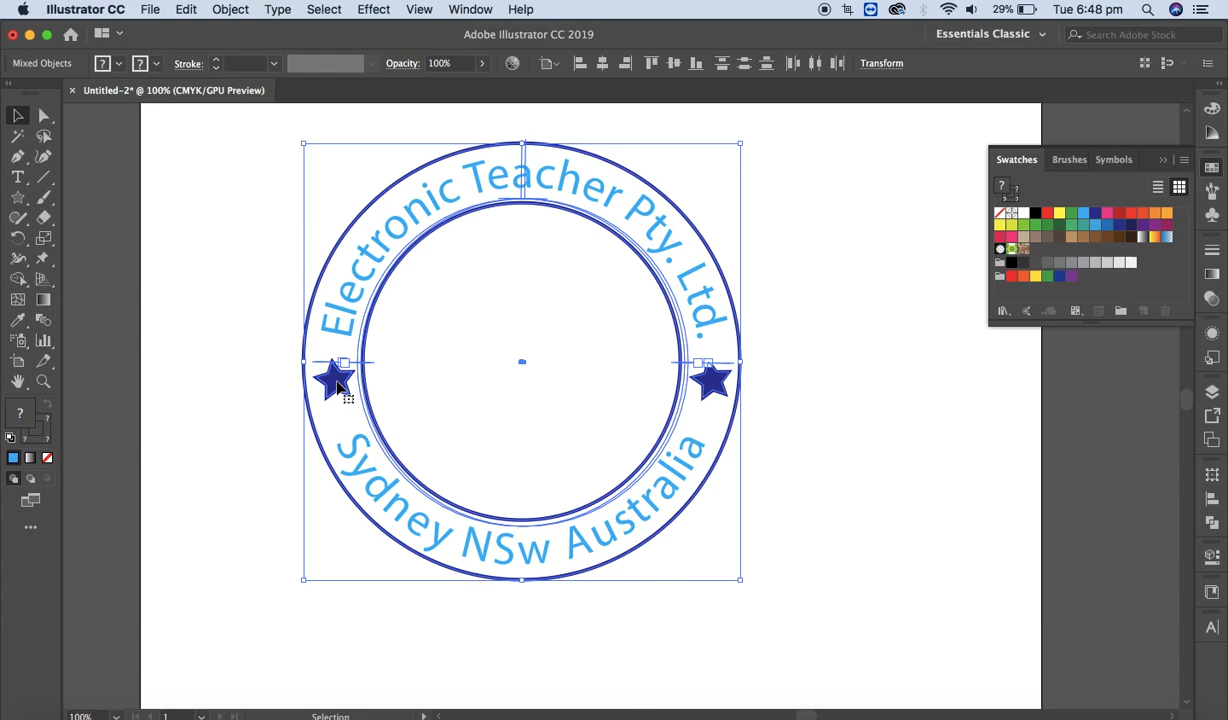 Illustrator CC File Edit Object Type Select Effect View Window Help 29% Tue 6:48 pm
Adobe Illustrator CC 2019 Essentials Classic Search Adobe Stock
Mixed Objects ? ? Stroke: Opacity: 100% Transform
Untitled-2* @ 100% (CMYK/GPU Preview)
Swatches Brushes Symbols
?
Electronic Teacher Pty. Ltd.
Sydney NSw Australia
?
?
? ?
100% 1 Selection